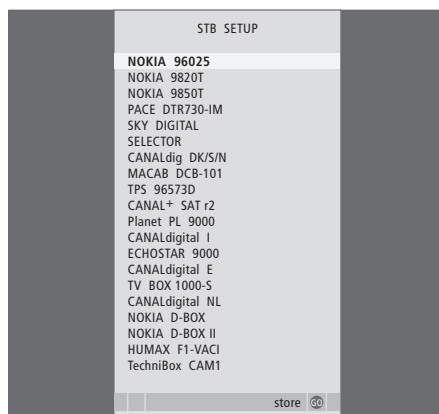 STB SETUP
NOKIA 96025
NOKIA 9820T
NOKIA 9850T
PACE DTR730-IM
SKY DIGITAL
SELECTOR
CANALdig DK/S/N
MACAB DCB-101
TPS 96573D
CANAL+ SAT r2
Planet PL 9000
CANALdigital I
ECHOSTAR 9000
CANALdigital E
TV BOX 1000-S
CANALdigital NL
NOKIA D-BOX
NOKIA D-BOX II
HUMAX F1-VACI
TechniBox CAM1
store GO